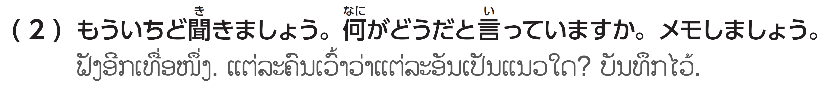 （２）もういちど聞きましょう。何がどうだと言っていますか。メモしましょう。
ຟັງອີກເທື່ອໜຶ່ງ. ແຕ່ລະຄົນເວົ້າວ່າແຕ່ລະອັນເປັນແນວໃດ? ບັນທຶກໄວ້.